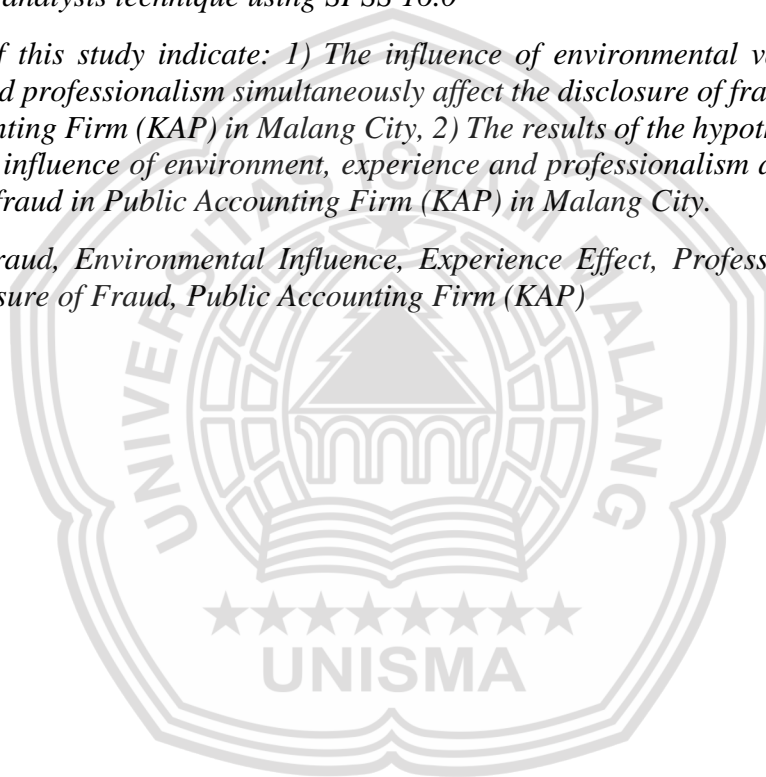 analysis technique using SPSS 16.0
f this study indicate: 1) The influence of environmental v
d professionalism simultaneously affect the disclosure of fra
nting Firm (KAP) in Malang City, 2) The results of the hypoth
influence of environment, experience and professionalism a
fraud in Public Accounting Firm (KAP) in Malang City.
raud, Environmental Influence, Experience Effect, Profess
sure of Fraud, Public Accounting Firm (KAP)
UNIVERSITAS ISLAM MALANG
UNISMA